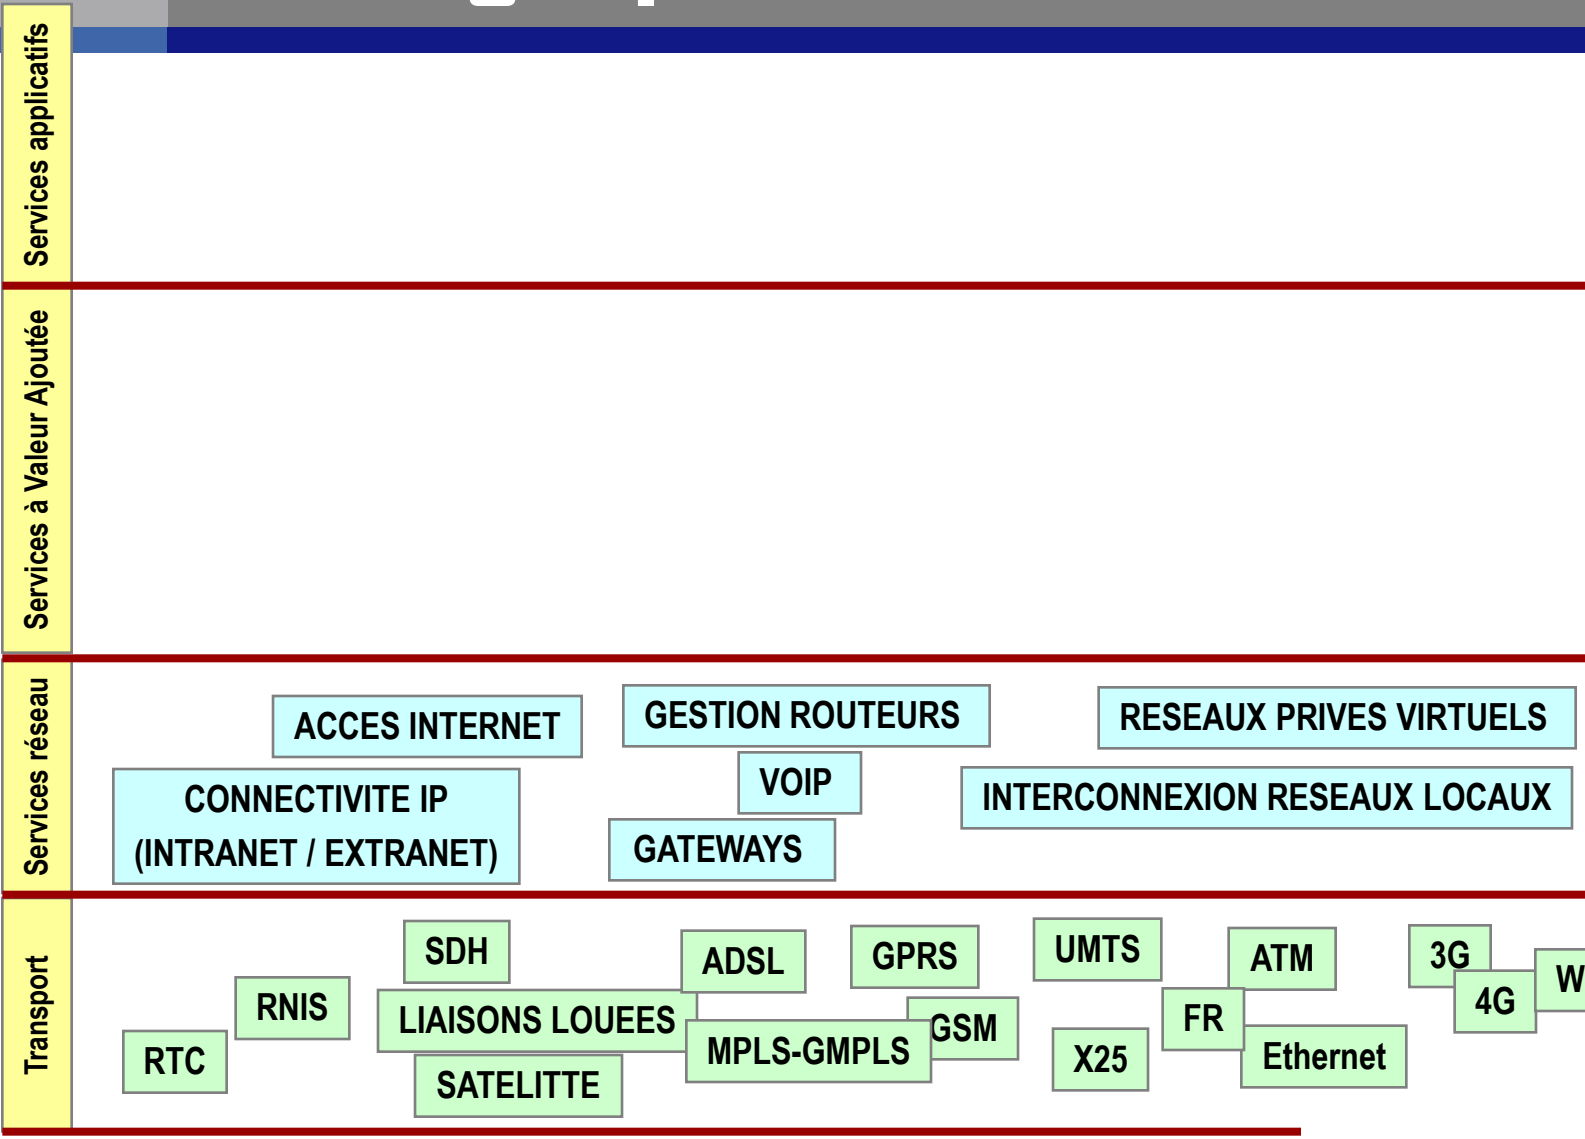 Services applicatifs
Services à Valeur Ajoutée
Services réseau
ACCES INTERNET
GESTION ROUTEURS
RESEAUX PRIVES VIRTUELS
CONNECTIVITE IP
(INTRANET / EXTRANET)
VOIP
INTERCONNEXION RESEAUX LOCAUX
GATEWAYS
Transport
SDH
ADSL
GPRS
UMTS
ATM
3G
4G
W
RNIS
LIAISONS LOUEES
GSM
FR
RTC
SATELITTE
MPLS-GMPLS
X25
Ethernet